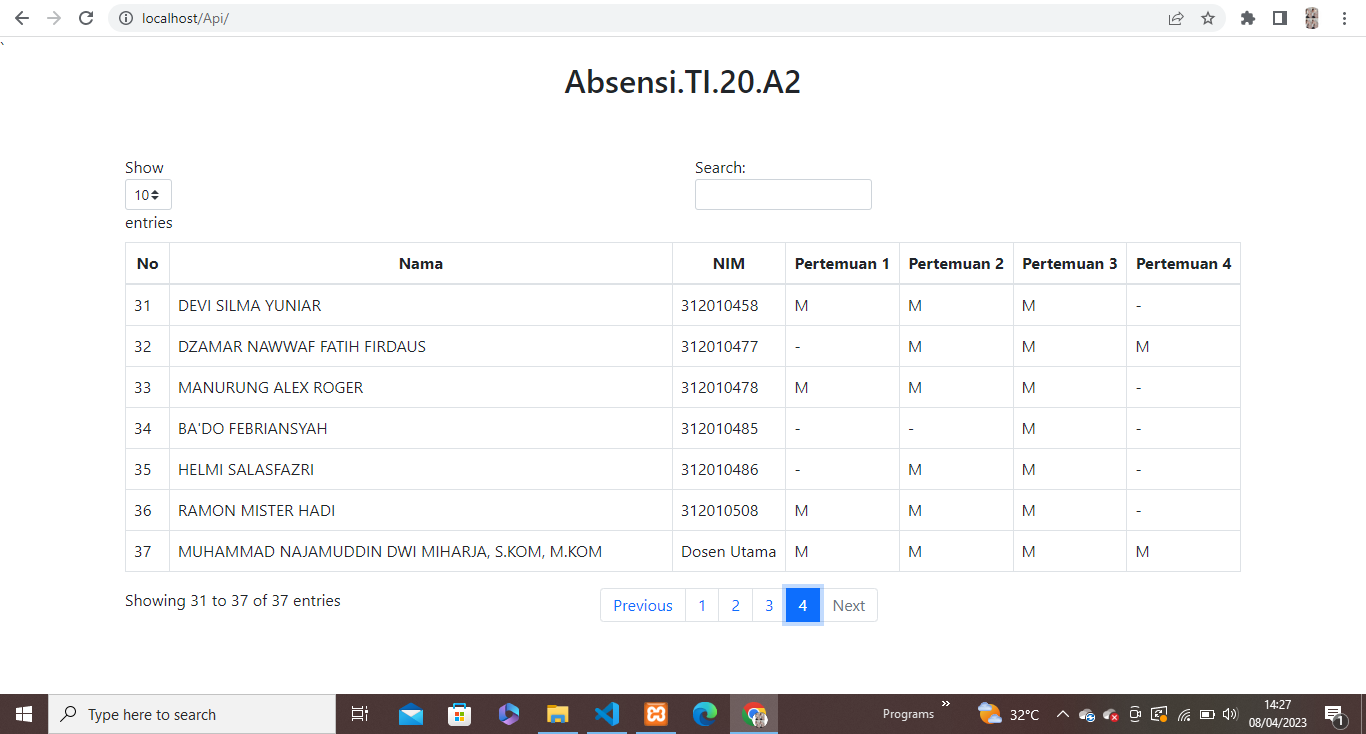 localhost/Api/
`
Absensi.TI.20.A2
Show
10
entries
Search:
No Nama NIM Pertemuan 1 Pertemuan 2 Pertemuan 3 Pertemuan 4
31 DEVI SILMA YUNIAR 312010458 M M M -
32 DZAMAR NAWWAF FATIH FIRDAUS 312010477 - M M M
33 MANURUNG ALEX ROGER 312010478 M M M -
34 BA'DO FEBRIANSYAH 312010485 - - M -
35 HELMI SALASFAZRI 312010486 - M M -
36 RAMON MISTER HADI 312010508 M M M -
37 MUHAMMAD NAJAMUDDIN DWI MIHARJA, S.KOM, M.KOM Dosen Utama M M M M
Showing 31 to 37 of 37 entries
Previous 1 2 3 4 Next
Type here to search
Programs »
32°C
14:27
08/04/2023
1